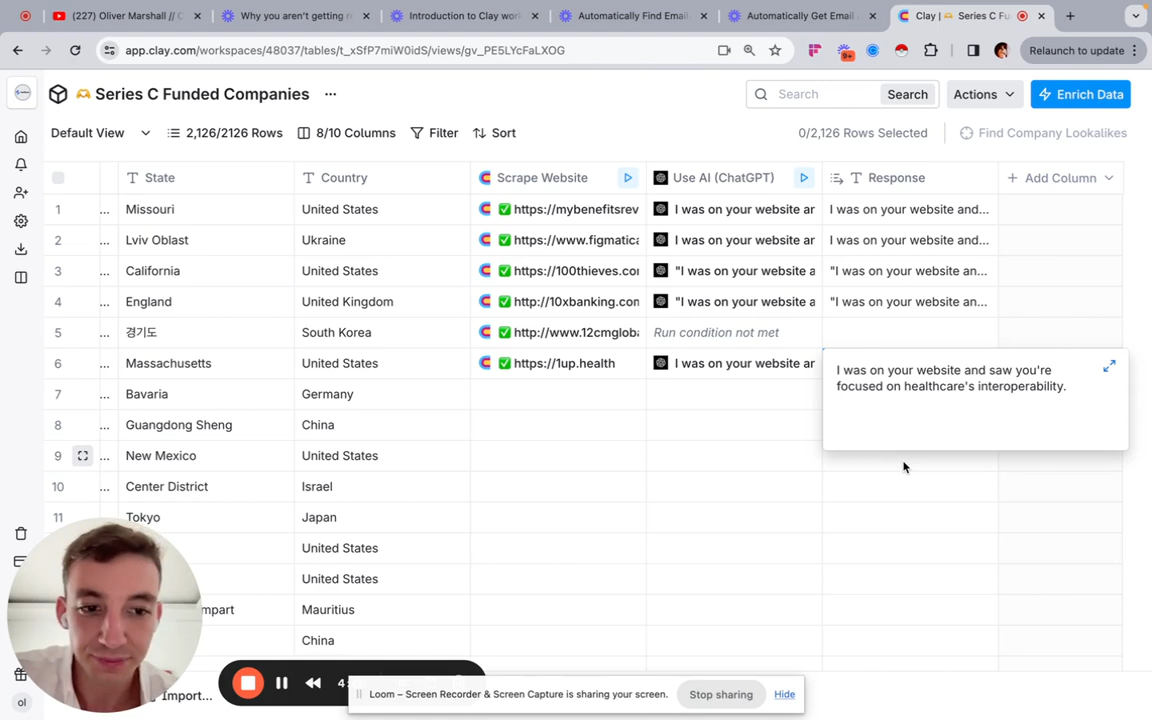 (227) Oliver Marshall // C
Why you aren't getting re
Introduction to Clay work
Automatically Find Email
Automatically Get Email
Clay | 🫶 Series C Fu
app.clay.com/workspaces/48037/tables/t_xSfP7miW0idS/views/gv_PE5LYcFaLXOG
9+
Relaunch to update
🫶 Series C Funded Companies
Search
Search
Actions
Enrich Data
Default View
2,126/2126 Rows
8/10 Columns
Filter
Sort
0/2,126 Rows Selected
Find Company Lookalikes
State
Country
Scrape Website
Use AI (ChatGPT)
Response
Add Column
1 ... Missouri United States ✅ https://mybenefitsrev I was on your website an I was on your website and...
2 ... Lviv Oblast Ukraine ✅ https://www.figmatica I was on your website an I was on your website and...
3 ... California United States ✅ https://100thieves.cor "I was on your website a "I was on your website an...
4 ... England United Kingdom ✅ http://10xbanking.con "I was on your website a "I was on your website an...
5 ... 경기도 South Korea ✅ http://www.12cmgloba Run condition not met
6 ... Massachusetts United States ✅ https://1up.health I was on your website an
I was on your website and saw you're
focused on healthcare's interoperability.
7 ... Bavaria Germany
8 ... Guangdong Sheng China
9 ... New Mexico United States
10 ... Center District Israel
11 Tokyo Japan
United States
United States
mpart Mauritius
China
Import...
ol
4:
Loom – Screen Recorder & Screen Capture is sharing your screen.
Stop sharing
Hide